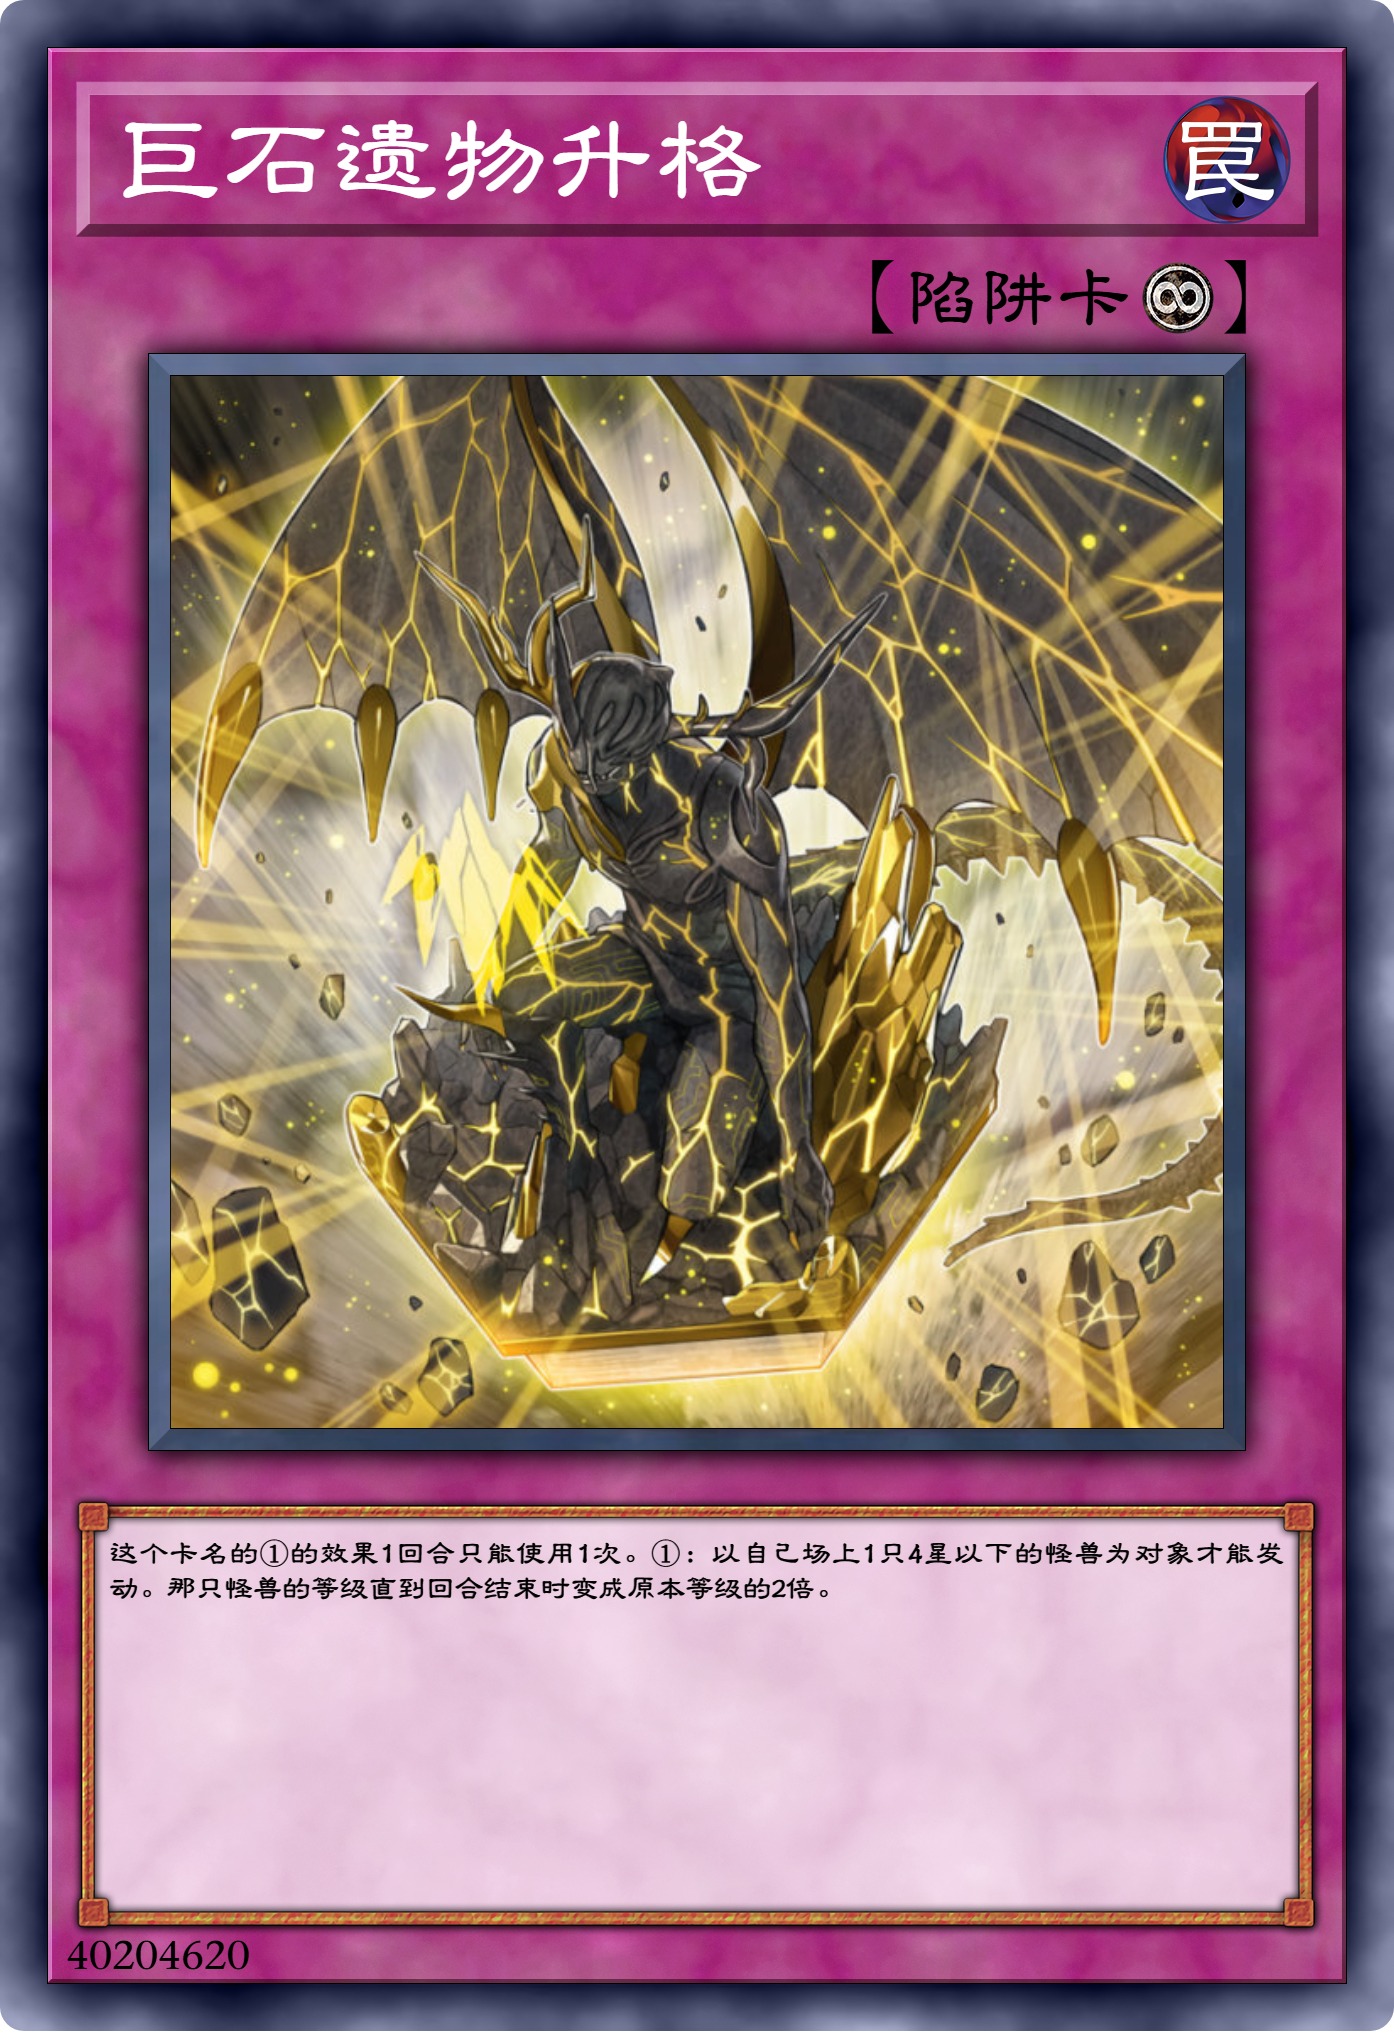 巨石遗物升格
罠
【陷阱卡】
这个卡名的①的效果1回合只能使用1次。①：以自己场上1只4星以下的怪兽为对象才能发
动。那只怪兽的等级直到回合结束时变成原本等级的2倍。
40204620